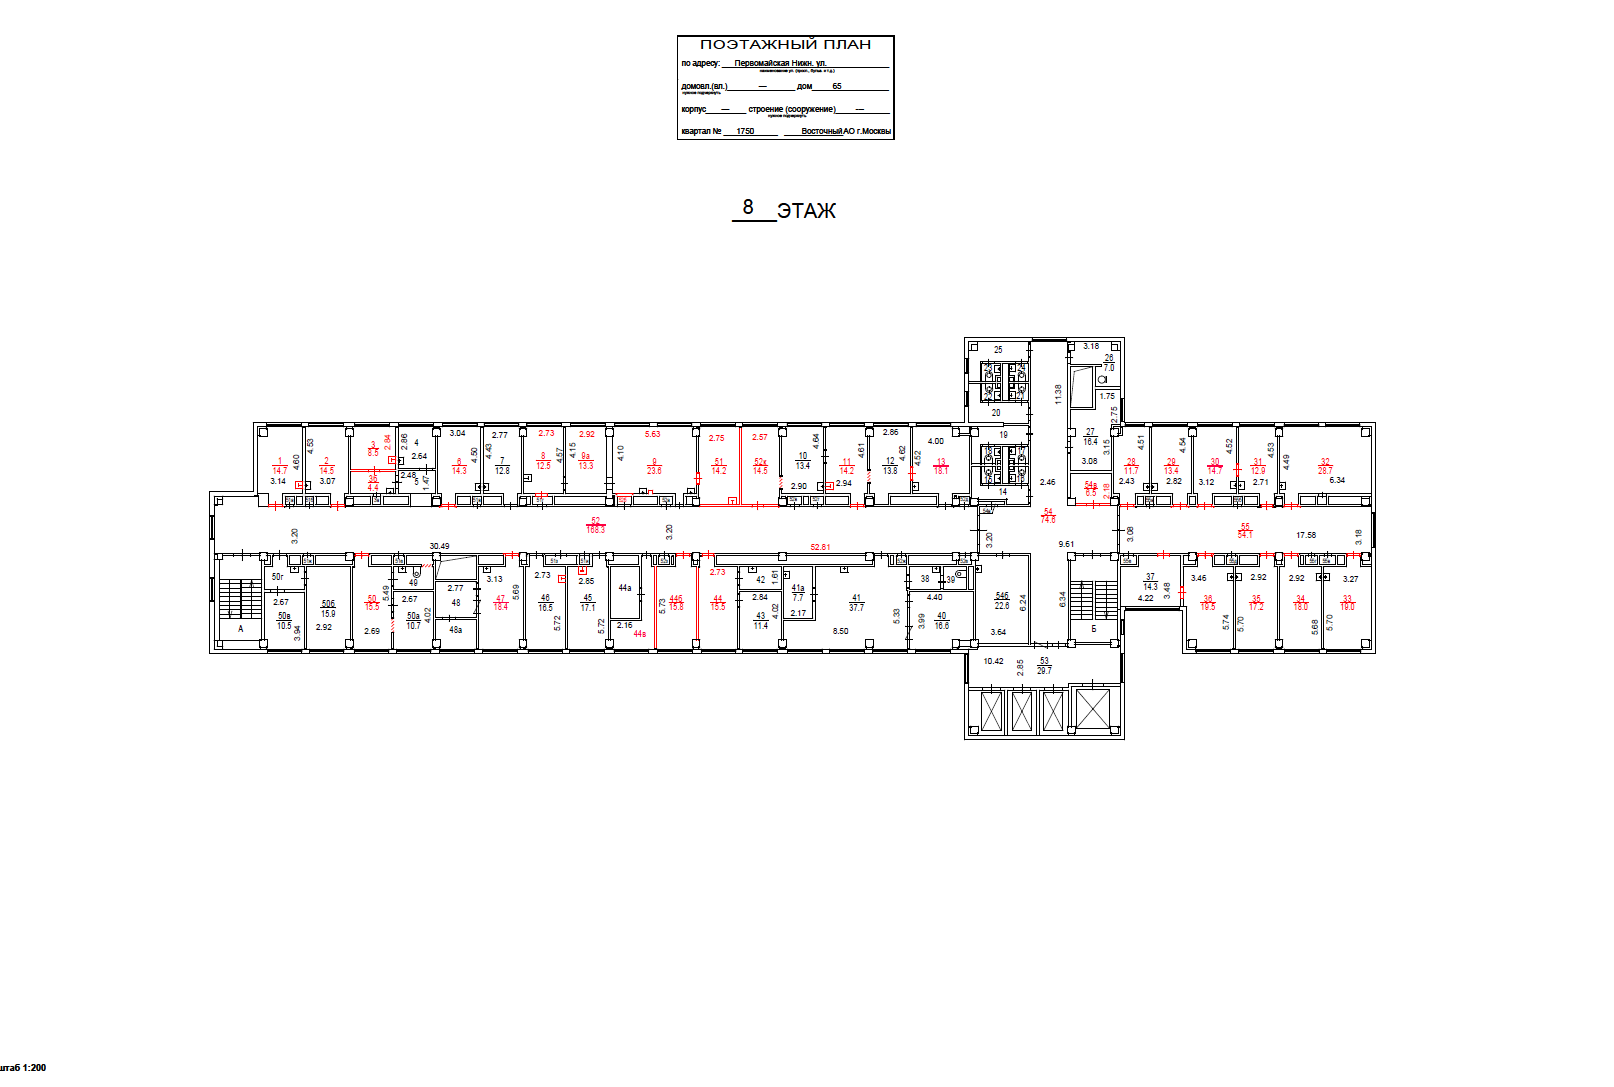 ПОЭТАЖНЫЙ ПЛАН
по адресу: Первомайская Нижн. ул.
наименование ул. (просп., бульв. и т.д.)
домовл.(вл.) — дом 65
нужное подчеркнуть
корпус — строение (сооружение) —
нужное подчеркнуть
квартал № 1750 Восточный АО г.Москвы
8 ЭТАЖ
25 3.18
26
7.0
23 24
22 21
11.38 1.75
20 2.75
3.04 2.77 2.73 2.92 5.63 2.75 2.57 2.86 4.00 19 27
16.4
4.53 3 8.5 2.84 2.86 4 2.64 4.50 4.43 4.57 4.15 4.10 4.64 4.61 4.62 4.52 3.15 4.51 4.54 4.52 4.53 4.49
1
14.7
4.60
2
14.5
6
14.3
7
12.8
8
12.5
9а
13.3
9
23.6
51
14.2
52к
14.5
10
13.4
11
14.2
12
13.8
13
18.1
3.08
28
11.7
29
13.4
30
14.7
31
12.9
32
28.7
3.14 3.07 3б 4.4 2.48 5 1.47 2.90 2.94 14 2.46 54в 6.5 2.18 2.43 2.82 3.12 2.71 6.34
3.20 52
168.3
3.20 3.20 54
74.6
3.08 55
54.1
17.58 3.18
30.49 52.81 9.61
50г 49 2.77 3.13 2.73 2.85 44а 2.73 42 1.61 41а
7.7
38 39 37
14.3
3.46 2.92 2.92 3.27
2.67 50б
15.9
50
15.5
5.49 2.67 48 47
18.4
5.69 46
16.5
45
17.1
44б
15.8
44
15.5
2.84 41
37.7
4.40 54б
22.6
6.24 6.34 4.22 3.48 36
19.5
35
17.2
34
18.0
33
19.0
А 50в
10.5
3.94 2.92 2.69 50а
10.7
4.02 48а 5.72 5.72 2.16 44в 5.73 43
11.4
4.02 2.17 8.50 5.33 3.99 40
16.6
3.64 Б 5.74 5.70 5.68 5.70
10.42 2.85 53
29.7
штаб 1:200